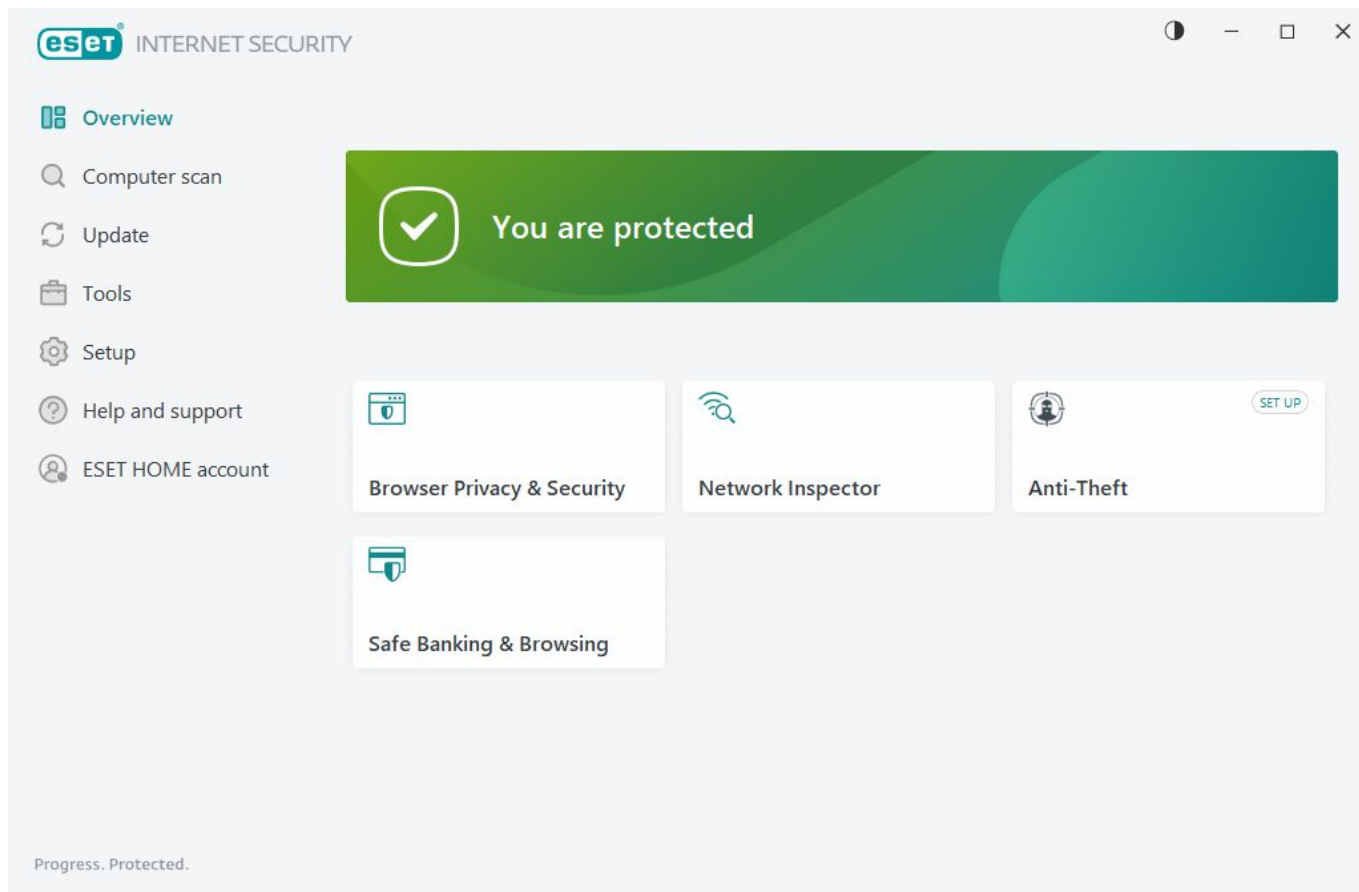 eset® INTERNET SECURITY
Overview
Computer scan
Update
Tools
Setup
Help and support
ESET HOME account
You are protected
SET UP
Browser Privacy & Security
Network Inspector
Anti-Theft
Safe Banking & Browsing
Progress. Protected.